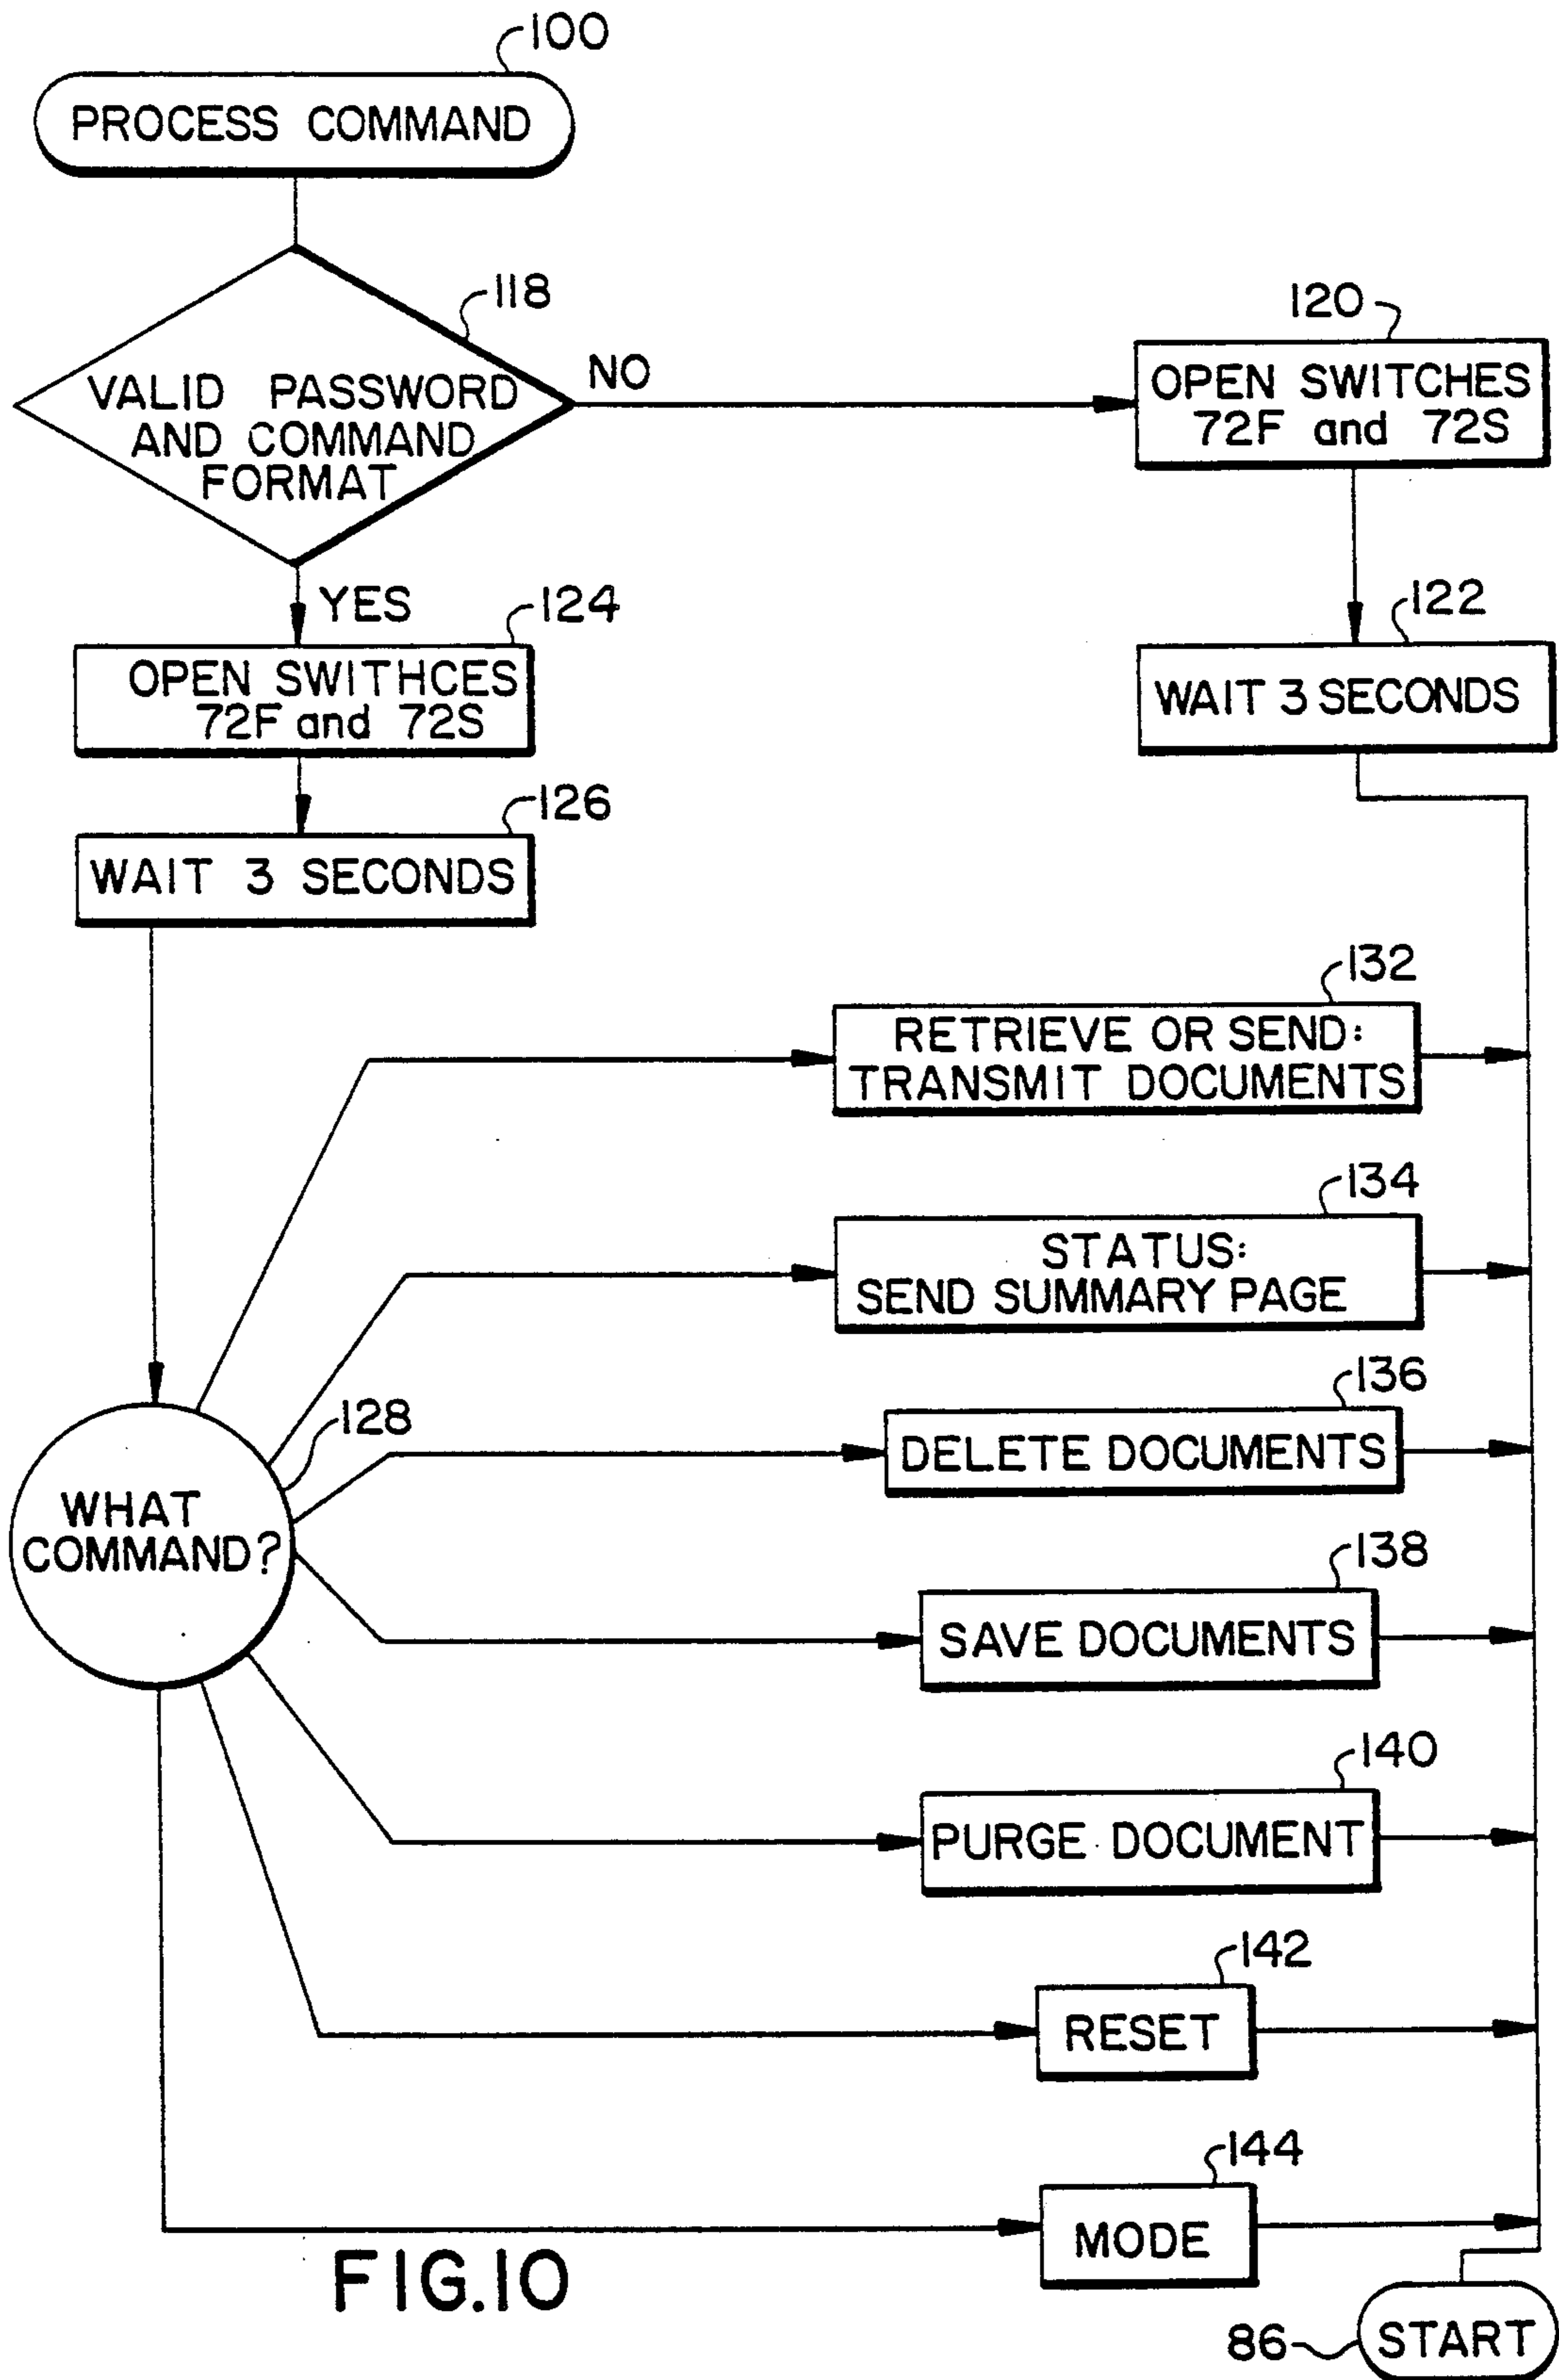 100
PROCESS COMMAND
118
VALID PASSWORD
AND COMMAND
FORMAT
NO
120
OPEN SWITCHES
72F and 72S
YES
124
OPEN SWITHCES
72F and 72S
122
WAIT 3 SECONDS
126
WAIT 3 SECONDS
132
RETRIEVE OR SEND:
TRANSMIT DOCUMENTS
134
STATUS:
SEND SUMMARY PAGE
128
WHAT
COMMAND?
136
DELETE DOCUMENTS
138
SAVE DOCUMENTS
140
PURGE DOCUMENT
142
RESET
144
MODE
FIG.10
86
START